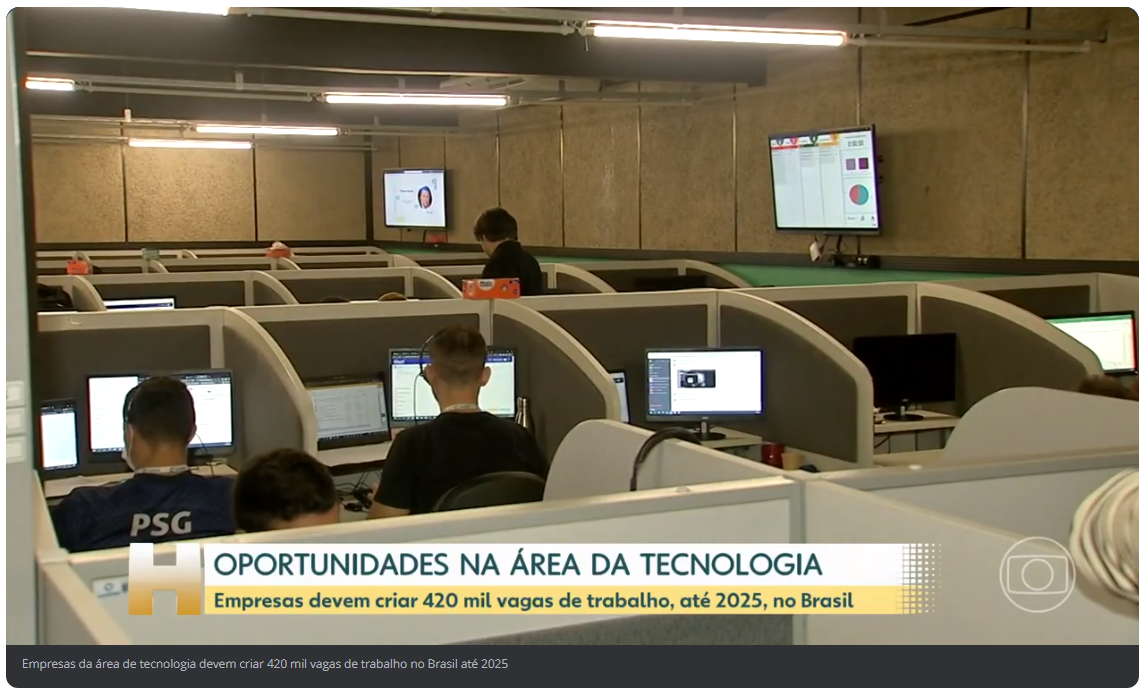 PSG
H
OPORTUNIDADES NA ÁREA DA TECNOLOGIA
Empresas devem criar 420 mil vagas de trabalho, até 2025, no Brasil
Empresas da área de tecnologia devem criar 420 mil vagas de trabalho no Brasil até 2025